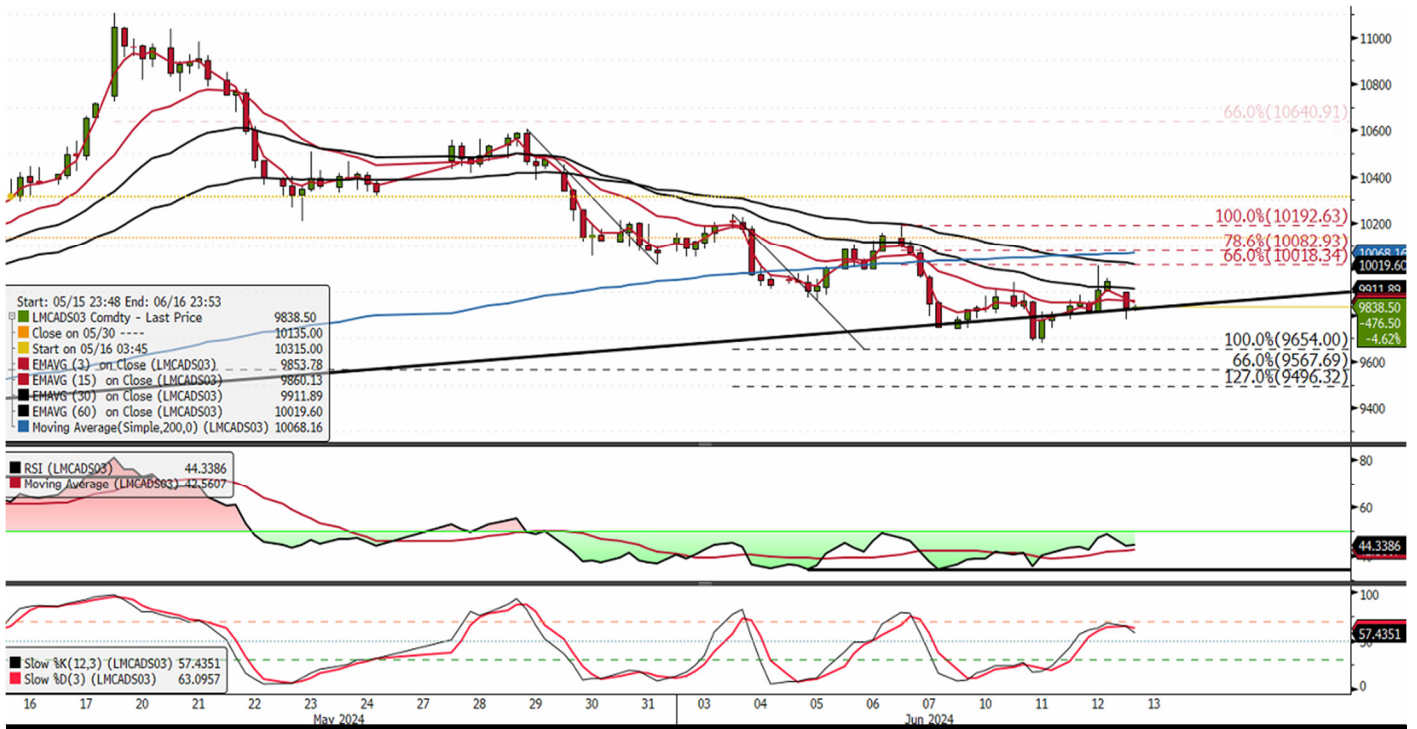 11000
10800
66.0%(10640.91)
10600
10400
10200
100.0%(10192.63)
78.6%(10082.93)
66.0%(10018.34)
10068.16
10019.60
9911.89
9838.50
-476.50
-4.62%
100.0%(9654.00)
9600
66.0%(9567.69)
127.0%(9496.32)
9400
Start: 05/15 23:48 End: 06/16 23:53
LMCADS03 Comdty - Last Price 9838.50
Close on 05/30 ---- 10135.00
Start on 05/16 03:45 10315.00
EMAVG (3) on Close (LMCADS03) 9853.78
EMAVG (15) on Close (LMCADS03) 9860.13
EMAVG (30) on Close (LMCADS03) 9911.89
EMAVG (60) on Close (LMCADS03) 10019.60
Moving Average(Simple,200,0) (LMCADS03) 10068.16
RSI (LMCADS03) 44.3386
Moving Average (LMCADS03) 42.5607
80
60
44.3386
Slow %K(12,3) (LMCADS03) 57.4351
Slow %D(3) (LMCADS03) 63.0957
100
57.4351
0
16 17 20 21 22 23 24 27 28 29 30 31 03 04 05 06 07 10 11 12 13
May 2024 Jun 2024